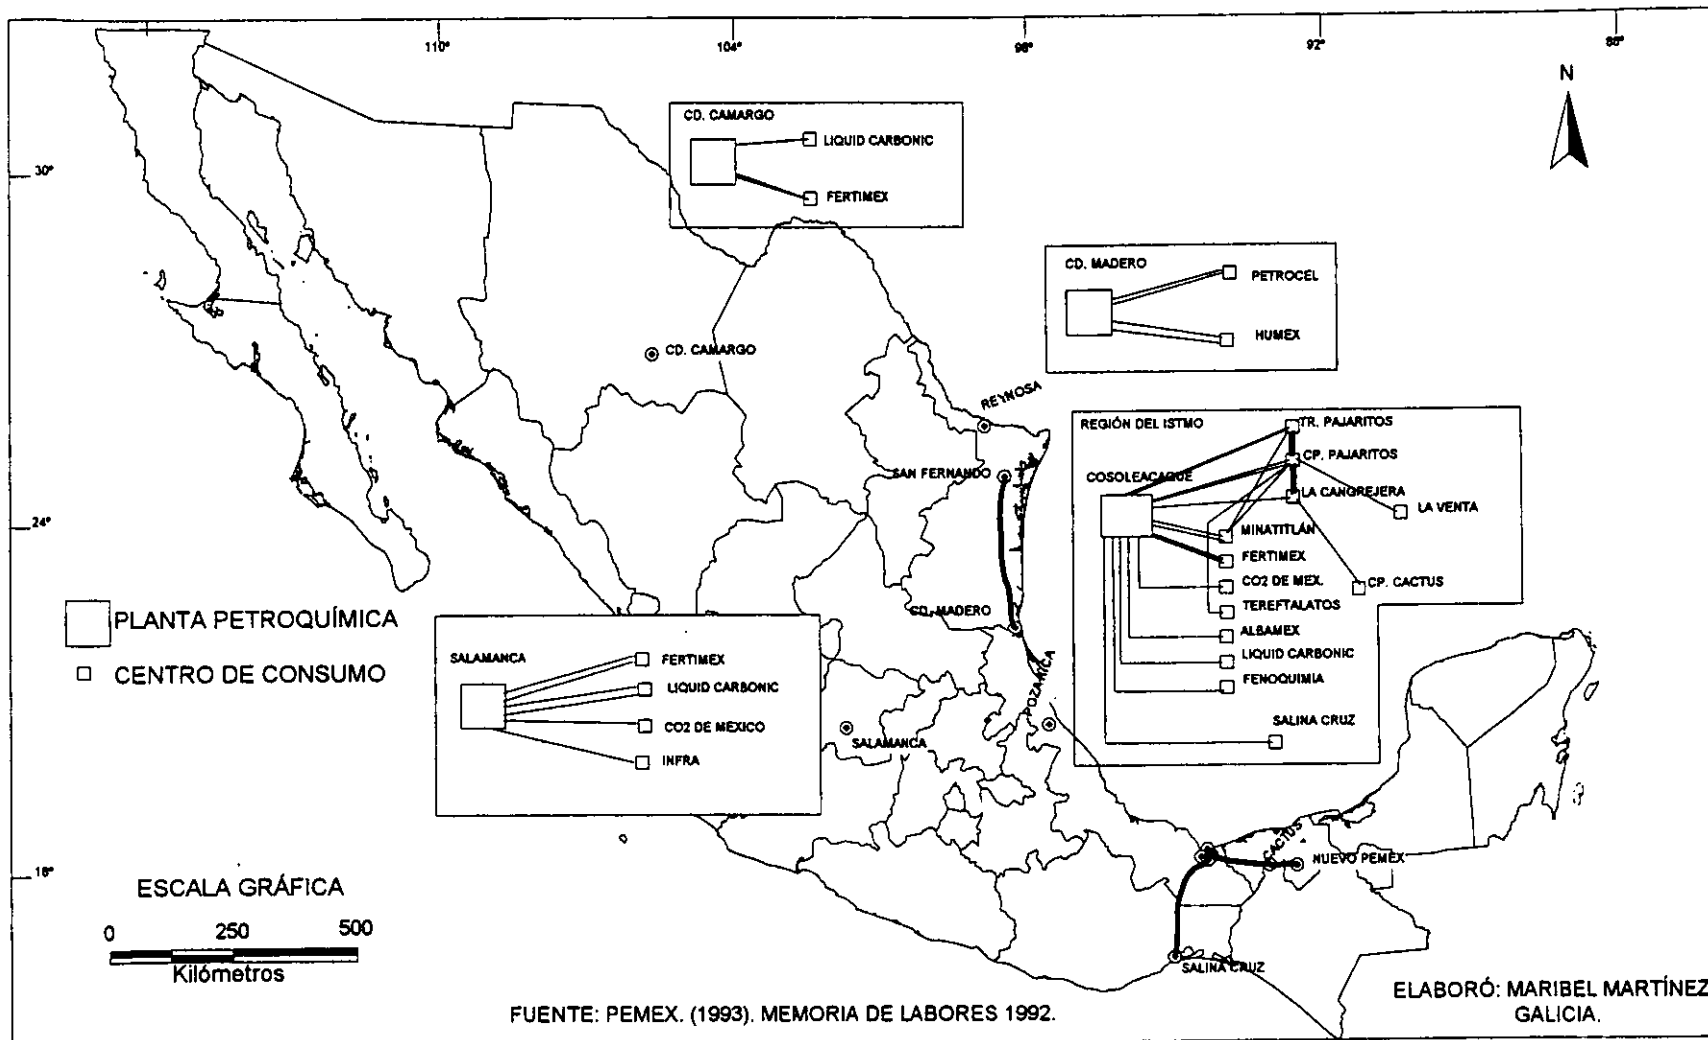 110°
104°
98°
92°
86°
N
30°
24°
18°
CD. CAMARGO
LIQUID CARBONIC
FERTIMEX
CD. MADERO
PETROCEL
HUMEX
CD. CAMARGO
REYNOSA
SAN FERNANDO
CD. MADERO
POZA RICA
SALAMANCA
CACTUS
NUEVO PEMEX
SALINA CRUZ
REGIÓN DEL ISTMO
TR. PAJARITOS
CP. PAJARITOS
COSOLEACAQUE
LA CANGREJERA
LA VENTA
MINATITLÁN
FERTIMEX
CO2 DE MEX.
CP. CACTUS
TEREFTALATOS
ALBAMEX
LIQUID CARBONIC
FENOQUIMIA
SALINA CRUZ
PLANTA PETROQUÍMICA
CENTRO DE CONSUMO
SALAMANCA
FERTIMEX
LIQUID CARBONIC
CO2 DE MEXICO
INFRA
ESCALA GRÁFICA
0 250 500
Kilómetros
FUENTE: PEMEX. (1993). MEMORIA DE LABORES 1992.
ELABORÓ: MARIBEL MARTÍNEZ
GALICIA.